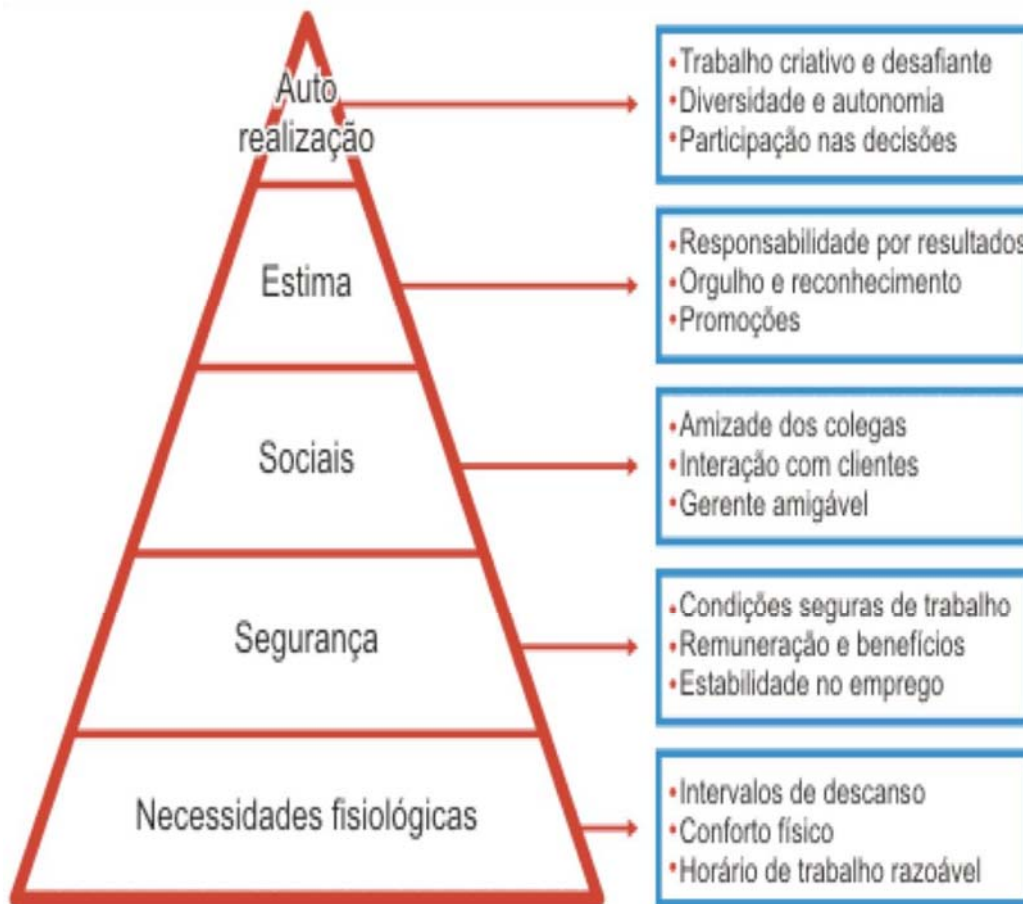 Auto
realização
• Trabalho criativo e desafiante
• Diversidade e autonomia
• Participação nas decisões
Estima
• Responsabilidade por resultados
• Orgulho e reconhecimento
• Promoções
Sociais
• Amizade dos colegas
• Interação com clientes
• Gerente amigável
Segurança
• Condições seguras de trabalho
• Remuneração e benefícios
• Estabilidade no emprego
Necessidades fisiológicas
• Intervalos de descanso
• Conforto físico
• Horário de trabalho razoável